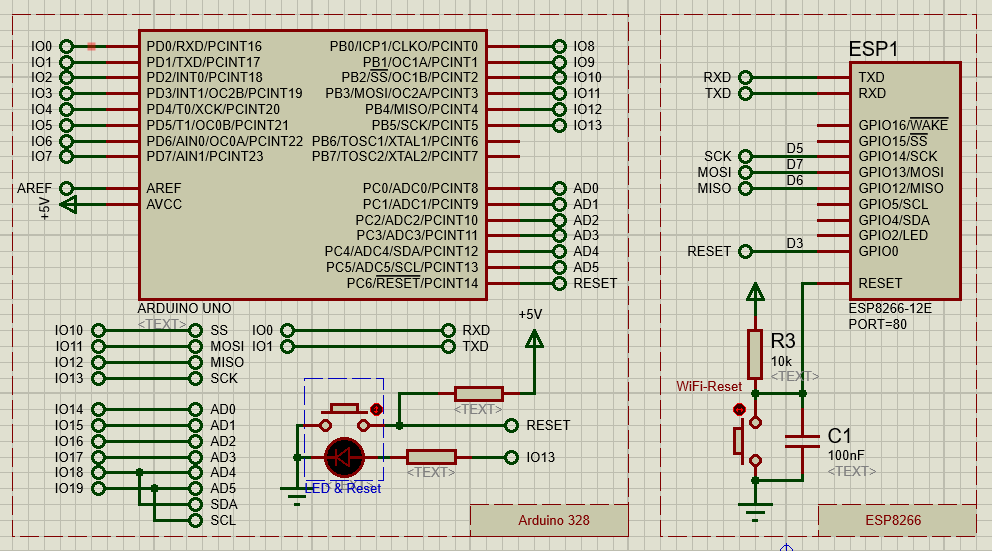 IO0 PD0/RXD/PCINT16 PB0/ICP1/CLKO/PCINT0 IO8
IO1 PD1/TXD/PCINT17 PB1/OC1A/PCINT1 IO9
IO2 PD2/INT0/PCINT18 PB2/SS/OC1B/PCINT2 IO10
IO3 PD3/INT1/OC2B/PCINT19 PB3/MOSI/OC2A/PCINT3 IO11
IO4 PD4/T0/XCK/PCINT20 PB4/MISO/PCINT4 IO12
IO5 PD5/T1/OC0B/PCINT21 PB5/SCK/PCINT5 IO13
IO6 PD6/AIN0/OC0A/PCINT22 PB6/TOSC1/XTAL1/PCINT6
IO7 PD7/AIN1/PCINT23 PB7/TOSC2/XTAL2/PCINT7
AREF AREF PC0/ADC0/PCINT8 AD0
+5V AVCC PC1/ADC1/PCINT9 AD1
PC2/ADC2/PCINT10 AD2
PC3/ADC3/PCINT11 AD3
PC4/ADC4/SDA/PCINT12 AD4
PC5/ADC5/SCL/PCINT13 AD5
PC6/RESET/PCINT14 RESET
ARDUINO UNO
<TEXT>
IO10 SS
IO11 MOSI
IO12 MISO
IO13 SCK
IO0 RXD
IO1 TXD
+5V
IO14 AD0
IO15 AD1
IO16 AD2
IO17 AD3
IO18 AD4
IO19 AD5
SDA
SCL
<TEXT>
RESET
IO13
<TEXT>
LED & Reset
Arduino 328
ESP1
RXD TXD
TXD RXD
GPIO16/WAKE
GPIO15/SS
SCK D5 GPIO14/SCK
MOSI D7 GPIO13/MOSI
MISO D6 GPIO12/MISO
GPIO5/SCL
GPIO4/SDA
GPIO2/LED
RESET D3 GPIO0
RESET
ESP8266-12E
PORT=80
R3
10k
<TEXT>
WiFi-Reset
C1
100nF
<TEXT>
ESP8266